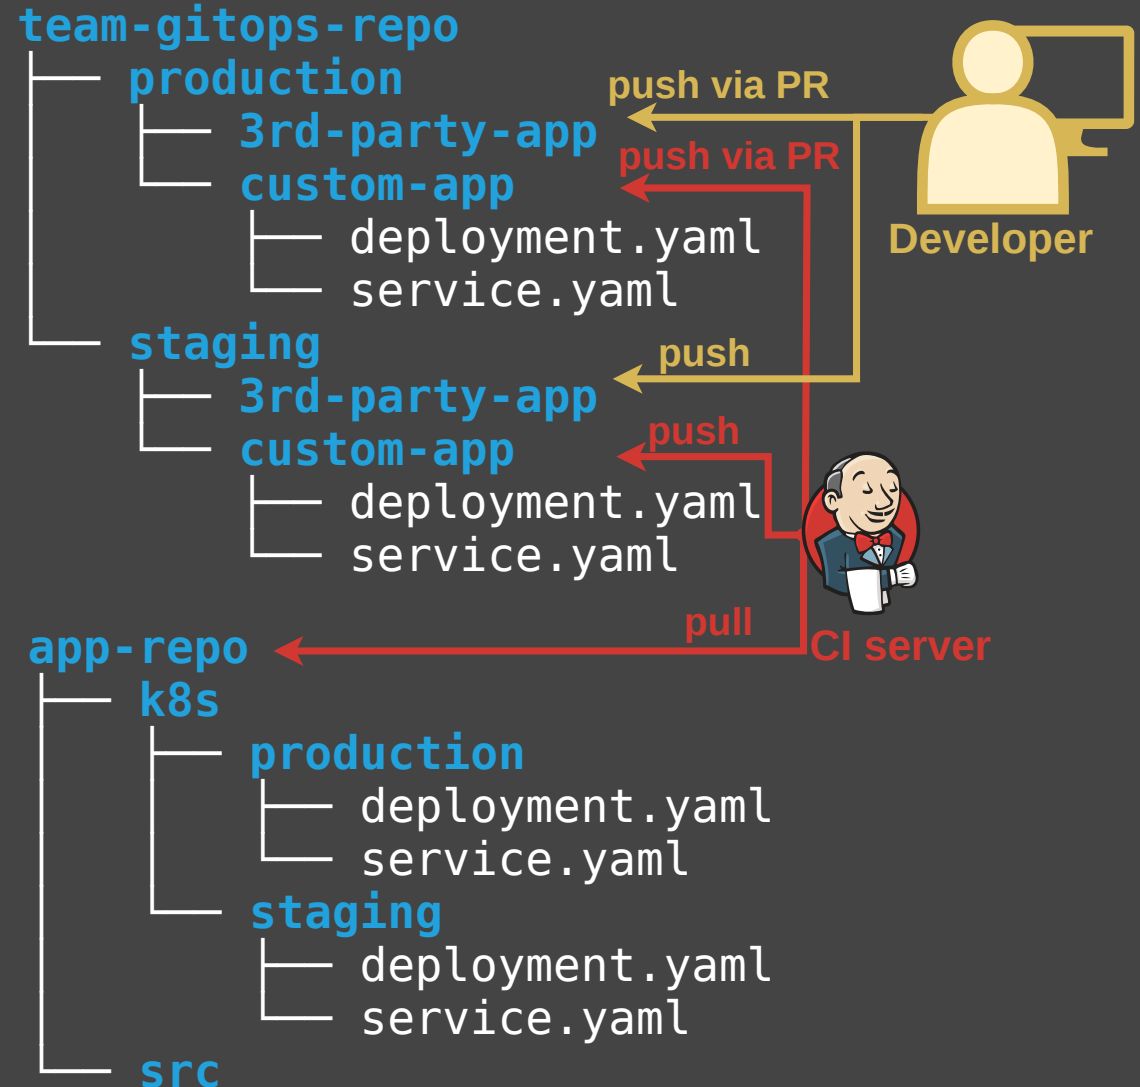 team-gitops-repo
production
push via PR
3rd-party-app
push via PR
custom-app
deployment.yaml
Developer
service.yaml
staging
push
3rd-party-app
push
custom-app
deployment.yaml
service.yaml
pull
app-repo
CI server
k8s
production
deployment.yaml
service.yaml
staging
deployment.yaml
service.yaml
src